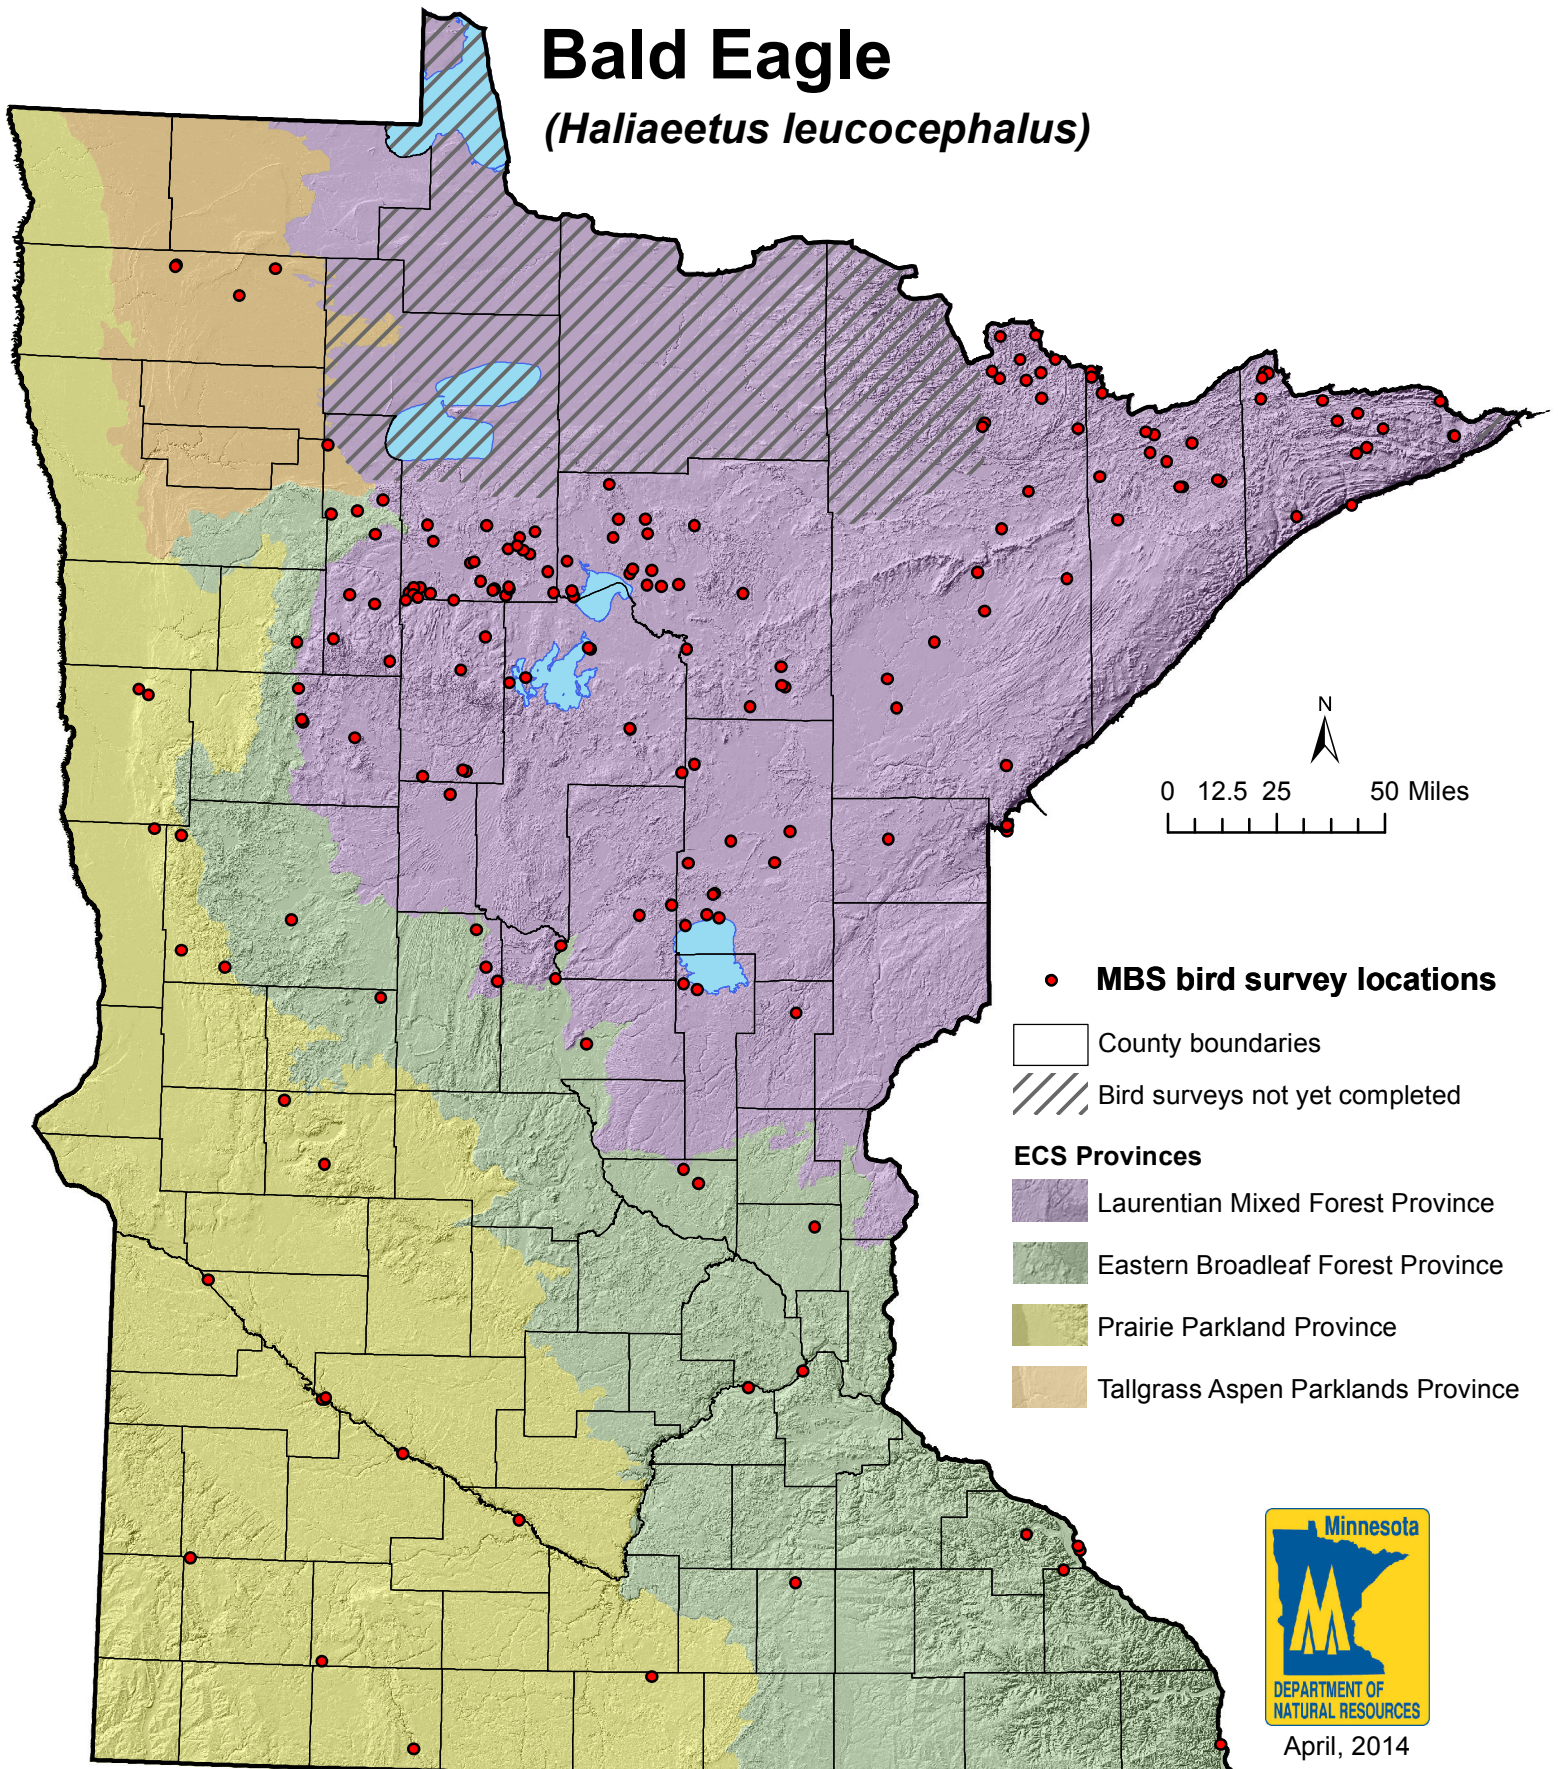 Bald Eagle
(Haliaeetus leucocephalus)
N
0 12.5 25 50 Miles
MBS bird survey locations
County boundaries
Bird surveys not yet completed
ECS Provinces
Laurentian Mixed Forest Province
Eastern Broadleaf Forest Province
Prairie Parkland Province
Tallgrass Aspen Parklands Province
Minnesota
DEPARTMENT OF
NATURAL RESOURCES
April, 2014